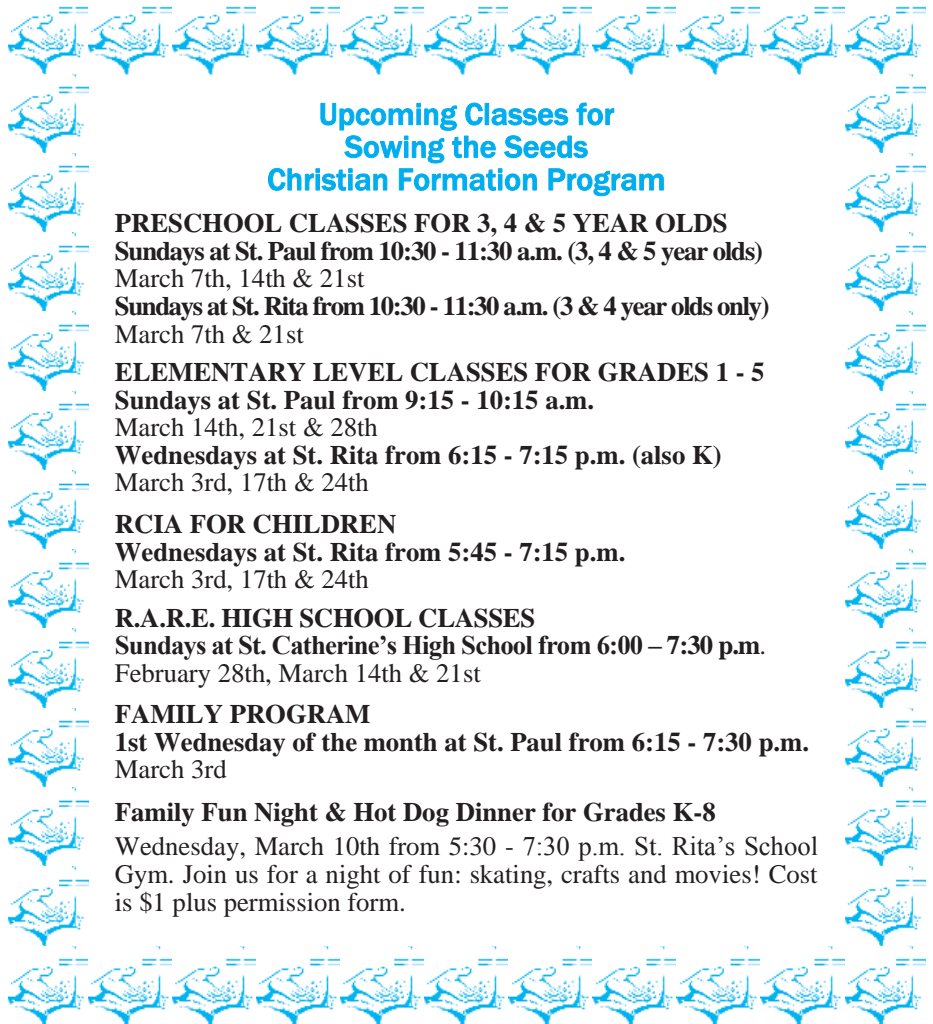 Upcoming Classes for
Sowing the Seeds
Christian Formation Program
PRESCHOOL CLASSES FOR 3, 4 & 5 YEAR OLDS
Sundays at St. Paul from 10:30 - 11:30 a.m. (3, 4 & 5 year olds)
March 7th, 14th & 21st
Sundays at St. Rita from 10:30 - 11:30 a.m. (3 & 4 year olds only)
March 7th & 21st
ELEMENTARY LEVEL CLASSES FOR GRADES 1 - 5
Sundays at St. Paul from 9:15 - 10:15 a.m.
March 14th, 21st & 28th
Wednesdays at St. Rita from 6:15 - 7:15 p.m. (also K)
March 3rd, 17th & 24th
RCIA FOR CHILDREN
Wednesdays at St. Rita from 5:45 - 7:15 p.m.
March 3rd, 17th & 24th
R.A.R.E. HIGH SCHOOL CLASSES
Sundays at St. Catherine’s High School from 6:00 – 7:30 p.m.
February 28th, March 14th & 21st
FAMILY PROGRAM
1st Wednesday of the month at St. Paul from 6:15 - 7:30 p.m.
March 3rd
Family Fun Night & Hot Dog Dinner for Grades K-8
Wednesday, March 10th from 5:30 - 7:30 p.m. St. Rita’s School
Gym. Join us for a night of fun: skating, crafts and movies! Cost
is $1 plus permission form.